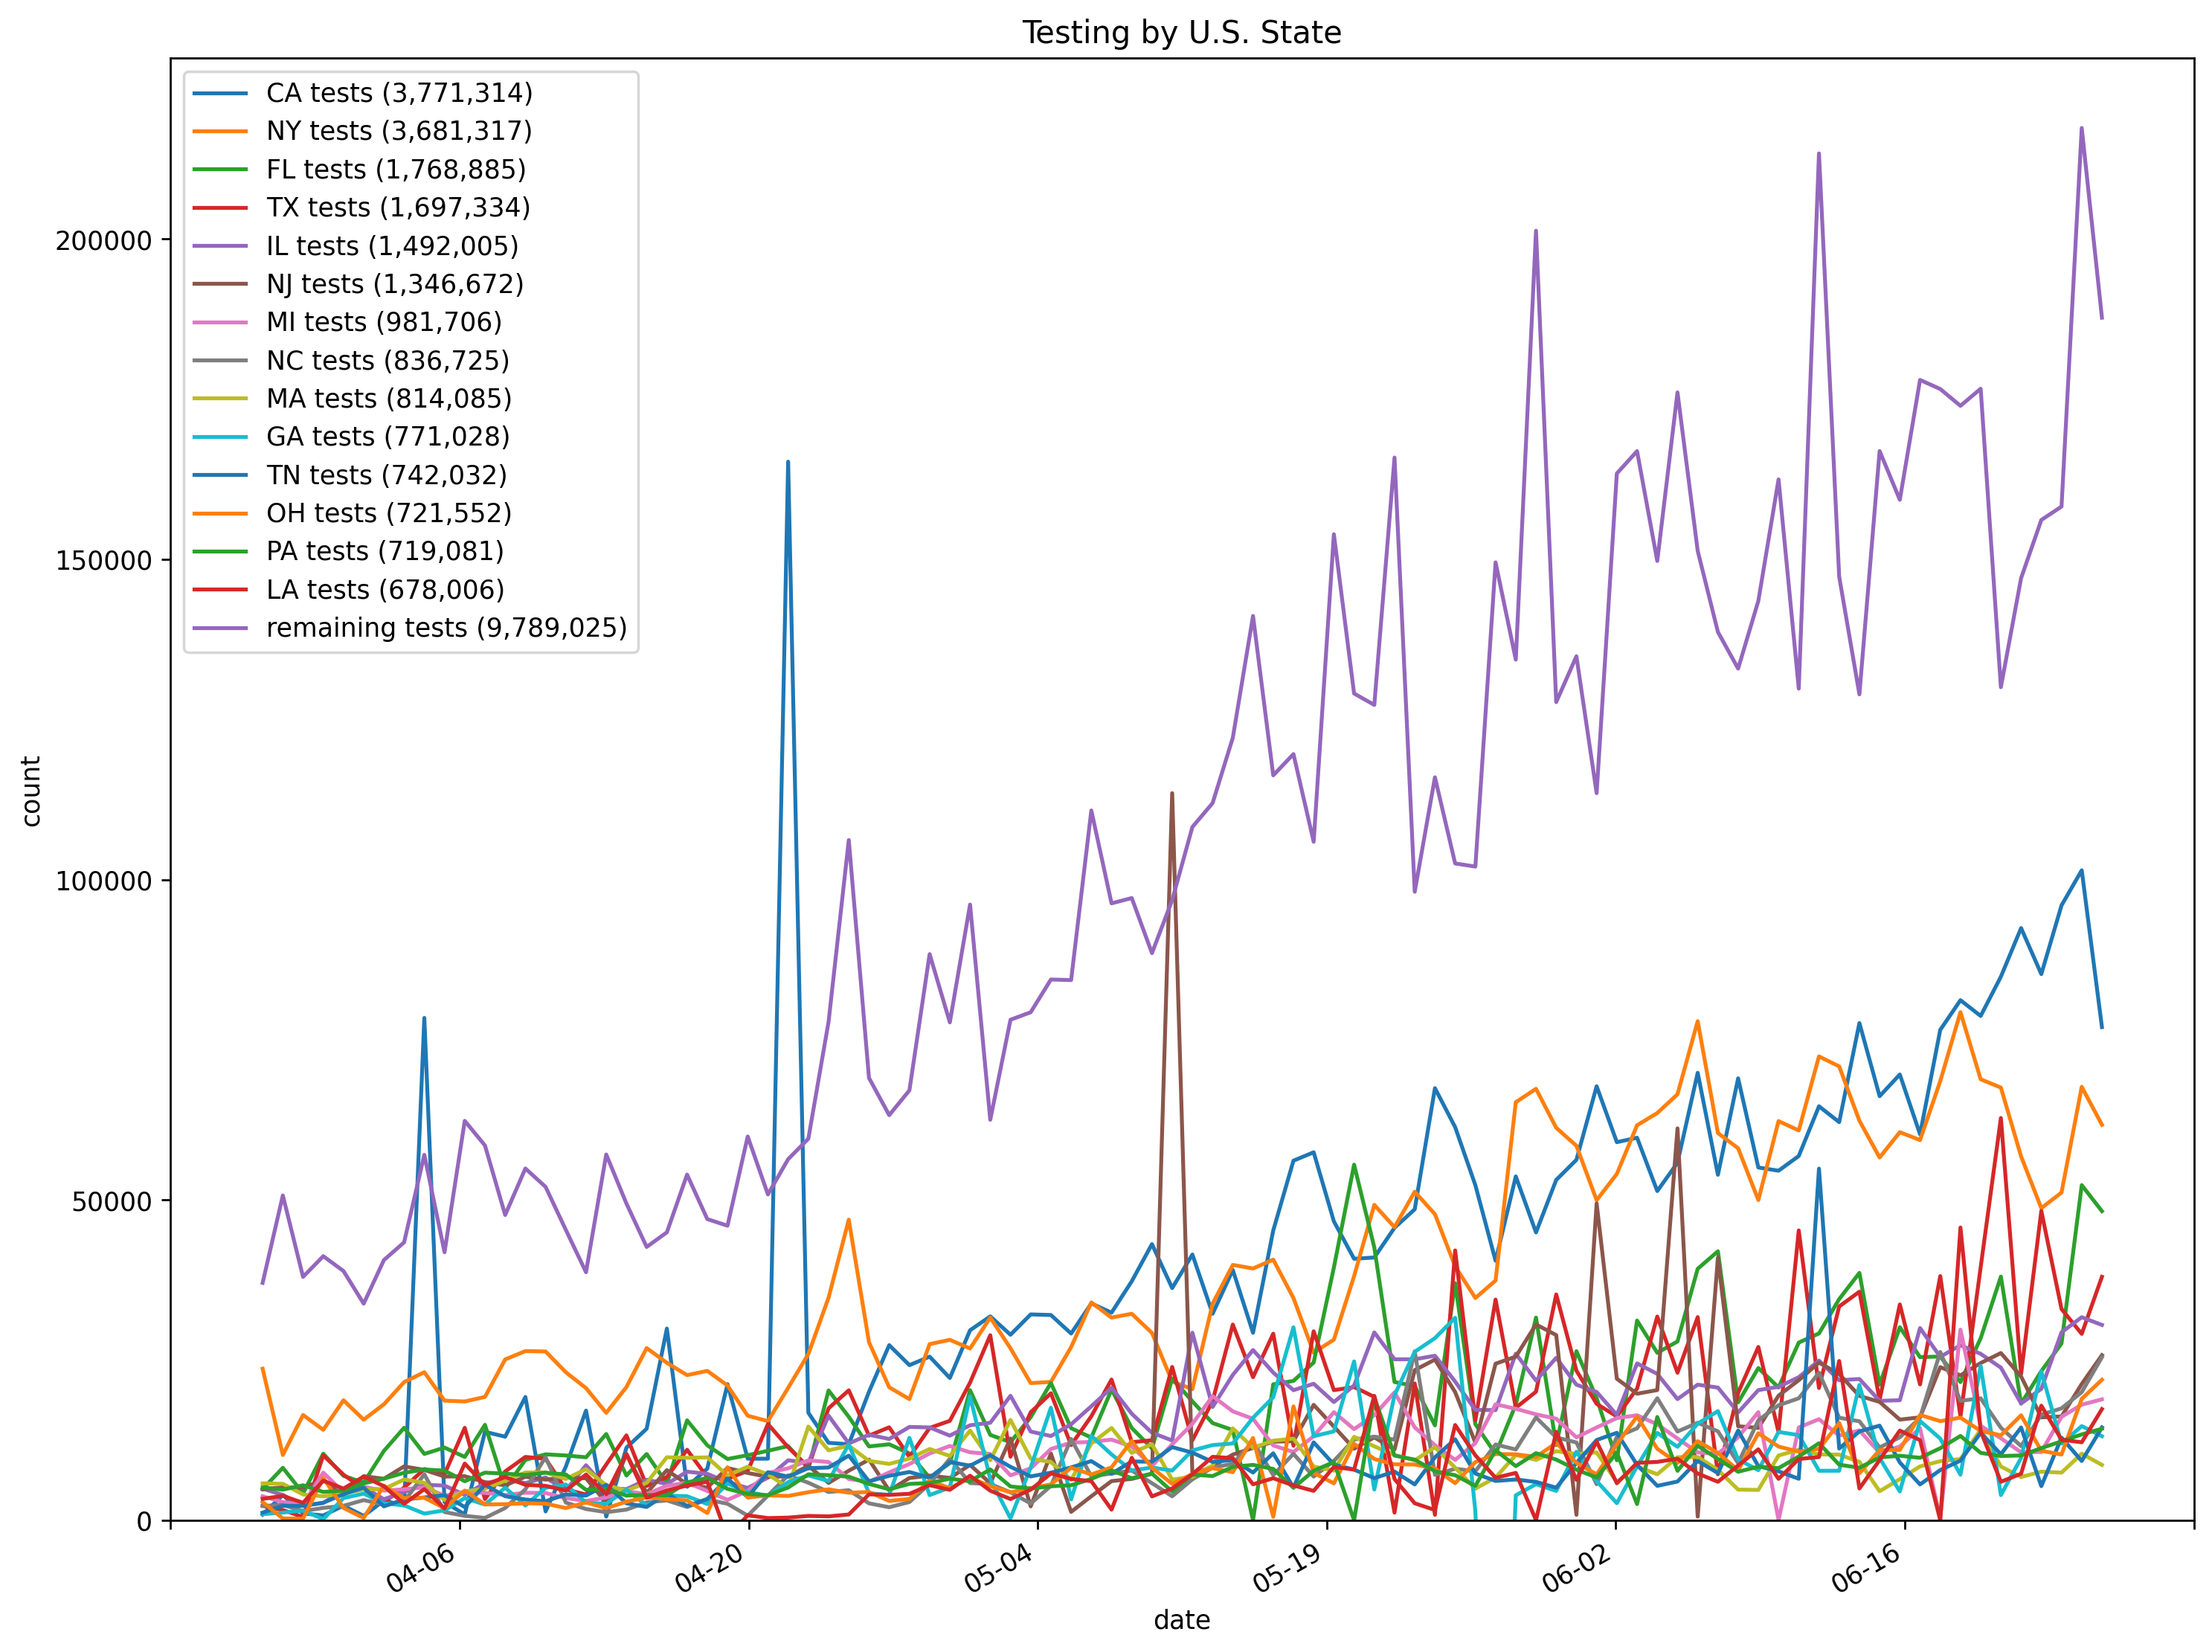 Testing by U.S. State
CA tests (3,771,314)
NY tests (3,681,317)
FL tests (1,768,885)
TX tests (1,697,334)
IL tests (1,492,005)
NJ tests (1,346,672)
MI tests (981,706)
NC tests (836,725)
MA tests (814,085)
GA tests (771,028)
TN tests (742,032)
OH tests (721,552)
PA tests (719,081)
LA tests (678,006)
remaining tests (9,789,025)
200000
150000
100000
50000
0
count
04-06
04-20
05-04
05-19
06-02
06-16
date